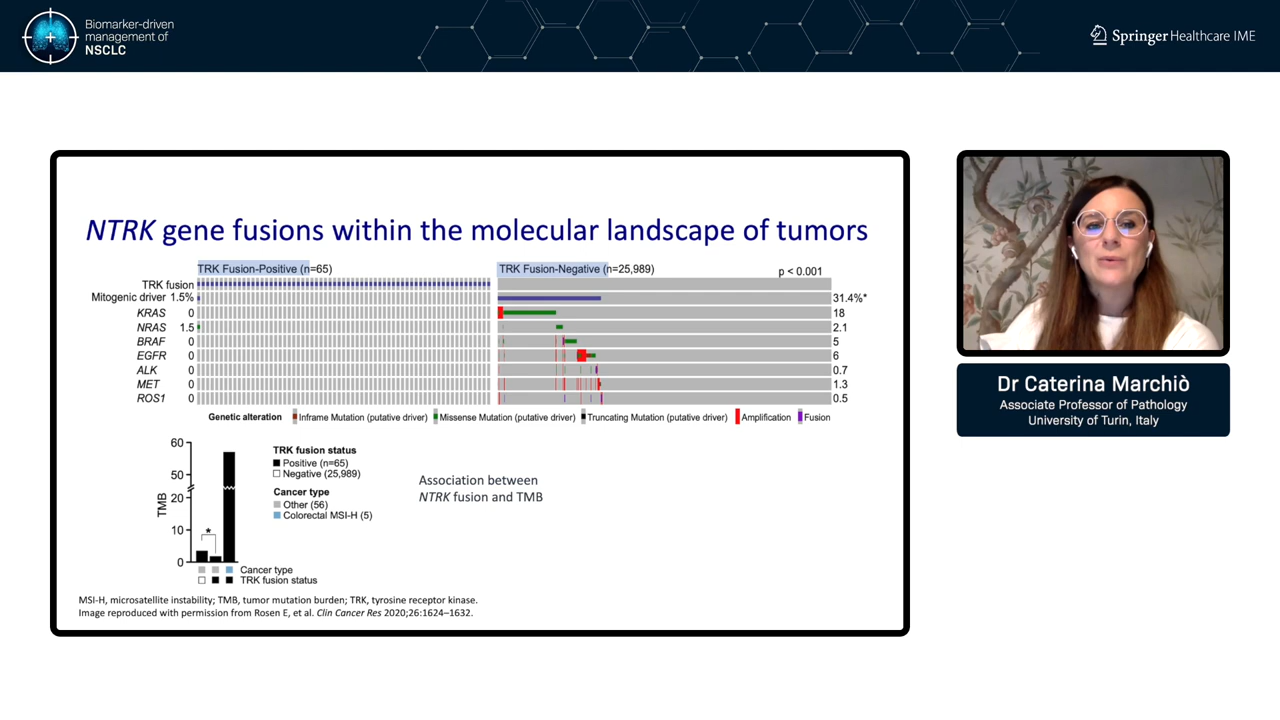 Biomarker-driven
management of
NSCLC
Springer Healthcare IME
NTRK gene fusions within the molecular landscape of tumors
TRK Fusion-Positive (n=65)
TRK Fusion-Negative (n=25,989)
p < 0.001
TRK fusion
Mitogenic driver 1.5% 31.4%*
KRAS 0 18
NRAS 1.5 2.1
BRAF 0 5
EGFR 0 6
ALK 0 0.7
MET 0 1.3
ROS1 0 0.5
Genetic alteration Inframe Mutation (putative driver) Missense Mutation (putative driver) Truncating Mutation (putative driver) Amplification Fusion
60
50
20
10
0
TMB
*
Cancer type
TRK fusion status
TRK fusion status
Positive (n=65)
Negative (25,989)
Cancer type
Other (56)
Colorectal MSI-H (5)
Association between
NTRK fusion and TMB
MSI-H, microsatellite instability; TMB, tumor mutation burden; TRK, tyrosine receptor kinase.
Image reproduced with permission from Rosen E, et al. Clin Cancer Res 2020;26:1624–1632.
Dr Caterina Marchiò
Associate Professor of Pathology
University of Turin, Italy